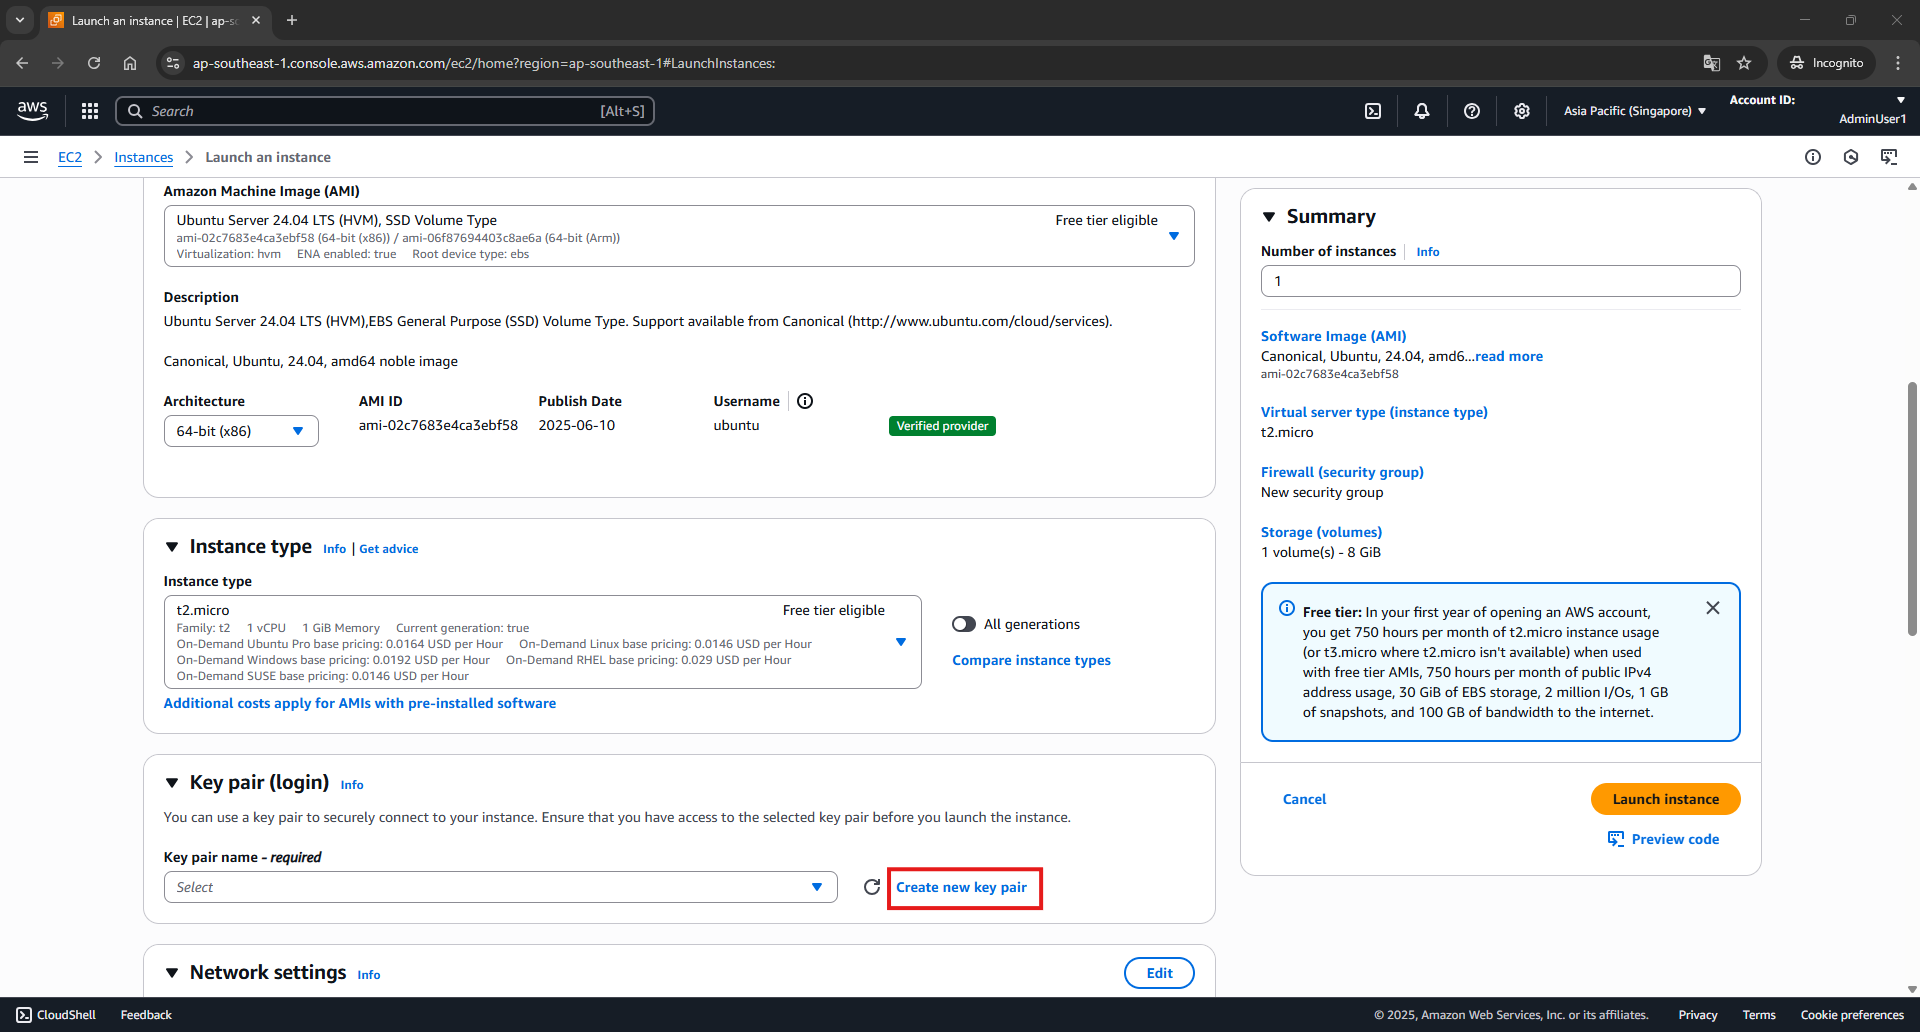 Launch an instance | EC2 | ap-so
ap-southeast-1.console.aws.amazon.com/ec2/home?region=ap-southeast-1#LaunchInstances:
Incognito
aws
Search
[Alt+S]
Asia Pacific (Singapore)
Account ID:
AdminUser1
EC2
Instances
Launch an instance
Amazon Machine Image (AMI)
Ubuntu Server 24.04 LTS (HVM), SSD Volume Type
Free tier eligible
ami-02c7683e4ca3ebf58 (64-bit (x86)) / ami-06f87694403c8ae6a (64-bit (Arm))
Virtualization: hvm ENA enabled: true Root device type: ebs
Description
Ubuntu Server 24.04 LTS (HVM),EBS General Purpose (SSD) Volume Type. Support available from Canonical (http://www.ubuntu.com/cloud/services).
Canonical, Ubuntu, 24.04, amd64 noble image
Architecture
AMI ID
Publish Date
Username
64-bit (x86)
ami-02c7683e4ca3ebf58
2025-06-10
ubuntu
Verified provider
Instance type
Info | Get advice
Instance type
t2.micro
Free tier eligible
Family: t2 1 vCPU 1 GiB Memory Current generation: true
On-Demand Ubuntu Pro base pricing: 0.0164 USD per Hour On-Demand Linux base pricing: 0.0146 USD per Hour
On-Demand Windows base pricing: 0.0192 USD per Hour On-Demand RHEL base pricing: 0.029 USD per Hour
On-Demand SUSE base pricing: 0.0146 USD per Hour
All generations
Compare instance types
Additional costs apply for AMIs with pre-installed software
Key pair (login)
Info
You can use a key pair to securely connect to your instance. Ensure that you have access to the selected key pair before you launch the instance.
Key pair name - required
Select
Create new key pair
Network settings
Info
Edit
Summary
Number of instances
Info
1
Software Image (AMI)
Canonical, Ubuntu, 24.04, amd6...read more
ami-02c7683e4ca3ebf58
Virtual server type (instance type)
t2.micro
Firewall (security group)
New security group
Storage (volumes)
1 volume(s) - 8 GiB
Free tier: In your first year of opening an AWS account,
you get 750 hours per month of t2.micro instance usage
(or t3.micro where t2.micro isn't available) when used
with free tier AMIs, 750 hours per month of public IPv4
address usage, 30 GiB of EBS storage, 2 million I/Os, 1 GB
of snapshots, and 100 GB of bandwidth to the internet.
Cancel
Launch instance
Preview code
CloudShell
Feedback
© 2025, Amazon Web Services, Inc. or its affiliates.
Privacy
Terms
Cookie preferences